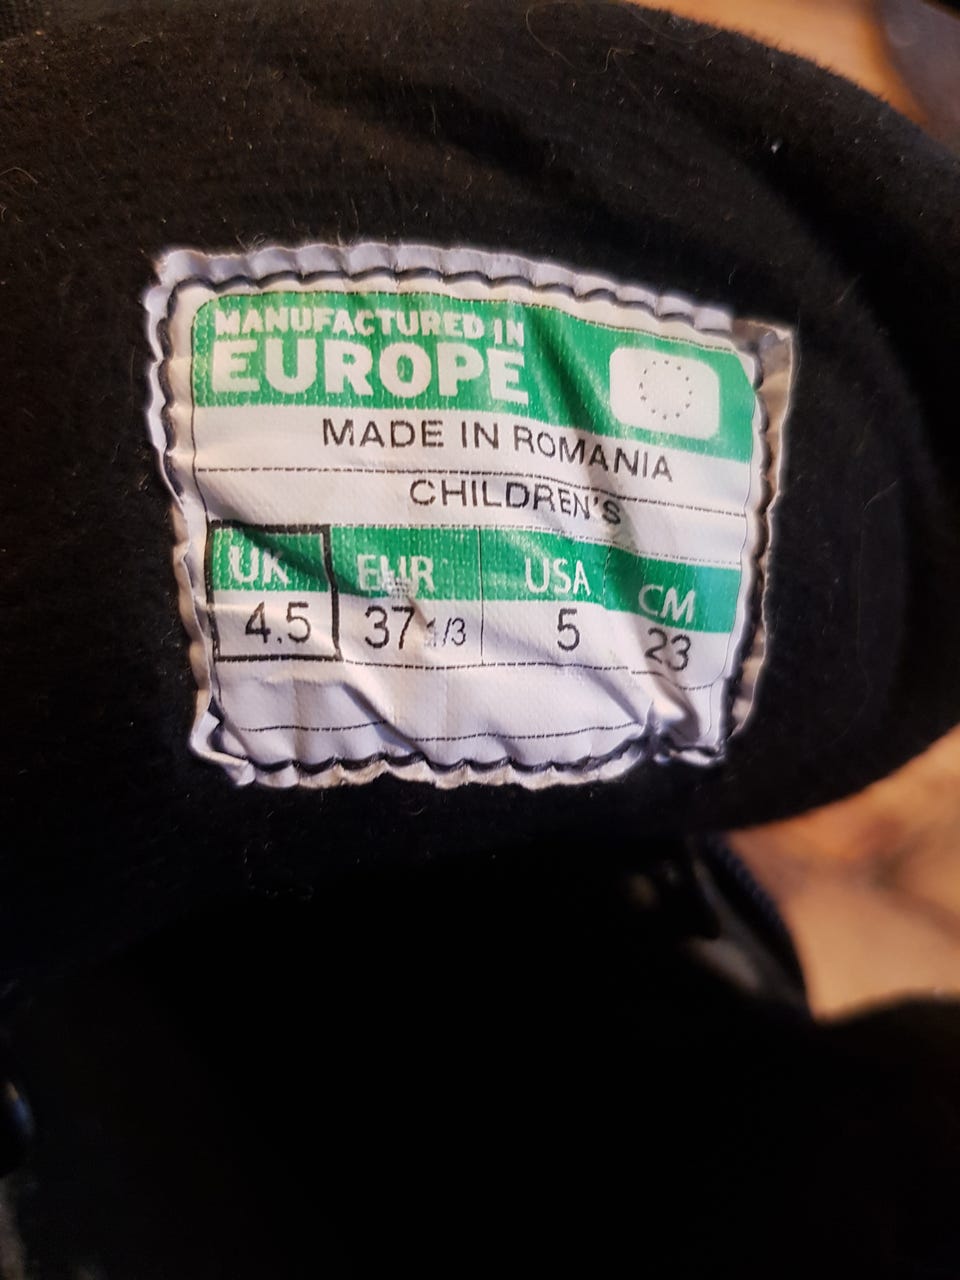 MANUFACTURED IN
EUROPE
MADE IN ROMANIA
CHILDREN'S
UK EUR USA CM
4.5 37 1/3 5 23